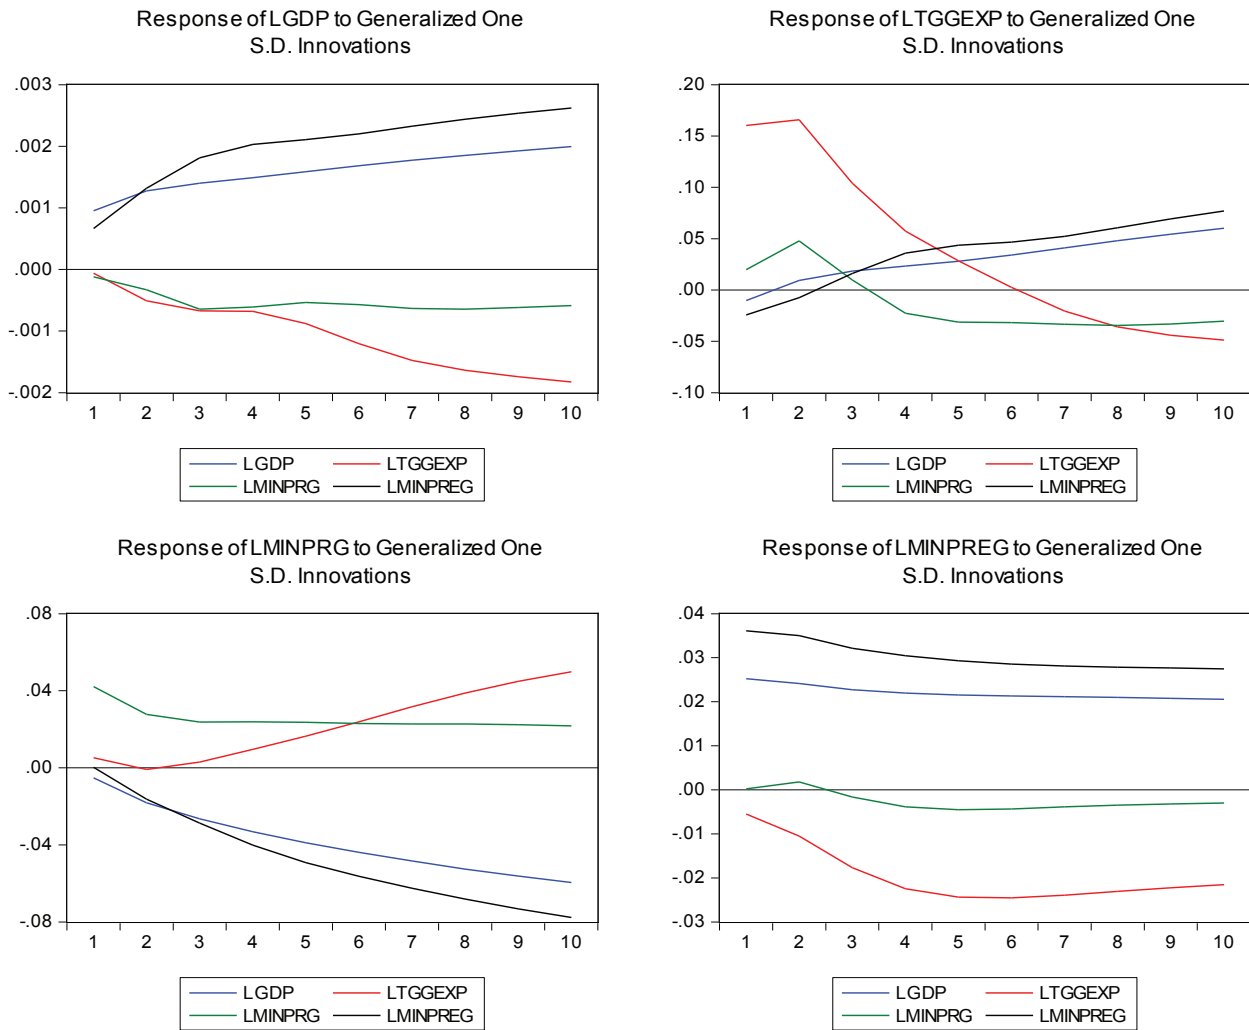 Response of LGDP to Generalized One
S.D. Innovations
.003
.002
.001
.000
-.001
-.002
1 2 3 4 5 6 7 8 9 10
LGDP LTGGEXP
LMINPRG LMINPREG
Response of LTGGEXP to Generalized One
S.D. Innovations
.20
.15
.10
.05
.00
-.05
-.10
1 2 3 4 5 6 7 8 9 10
LGDP LTGGEXP
LMINPRG LMINPREG
Response of LMINPRG to Generalized One
S.D. Innovations
.08
.04
.00
-.04
-.08
1 2 3 4 5 6 7 8 9 10
LGDP LTGGEXP
LMINPRG LMINPREG
Response of LMINPREG to Generalized One
S.D. Innovations
.04
.03
.02
.01
.00
-.01
-.02
-.03
1 2 3 4 5 6 7 8 9 10
LGDP LTGGEXP
LMINPRG LMINPREG